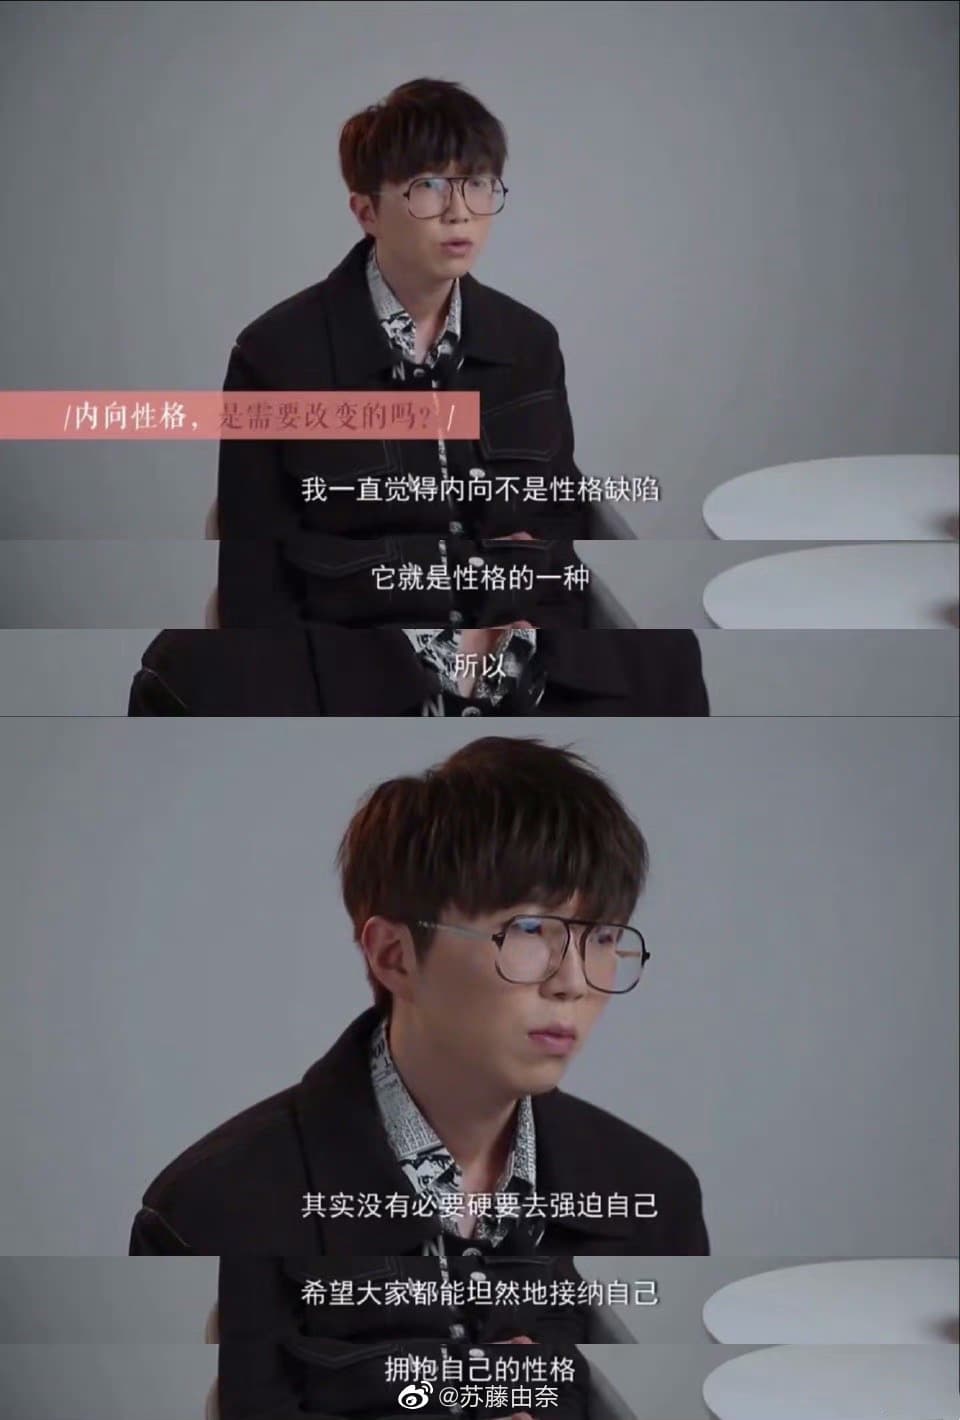 /内向性格，是需要改变的吗？/
我一直觉得内向不是性格缺陷
它就是性格的一种
所以
其实没有必要硬要去强迫自己
希望大家都能坦然地接纳自己
拥抱自己的性格
@苏藤由奈